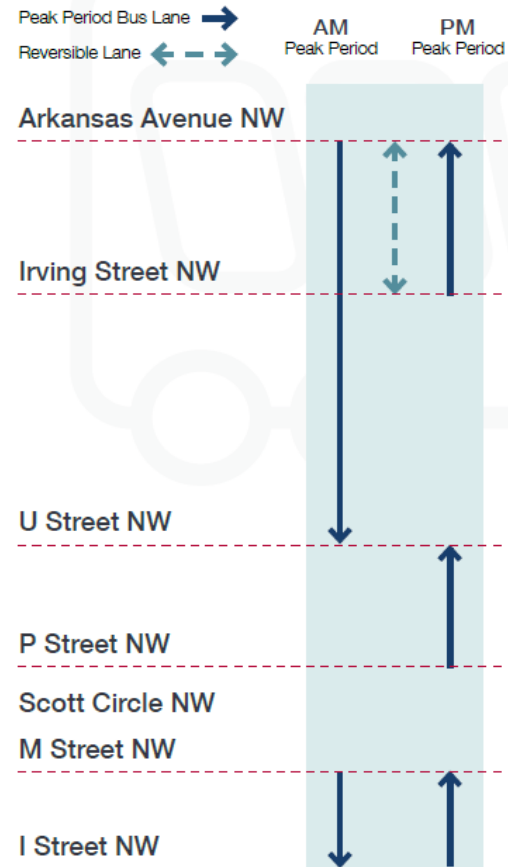 Peak Period Bus Lane
Reversible Lane
AM
Peak Period
PM
Peak Period
Arkansas Avenue NW
Irving Street NW
U Street NW
P Street NW
Scott Circle NW
M Street NW
I Street NW